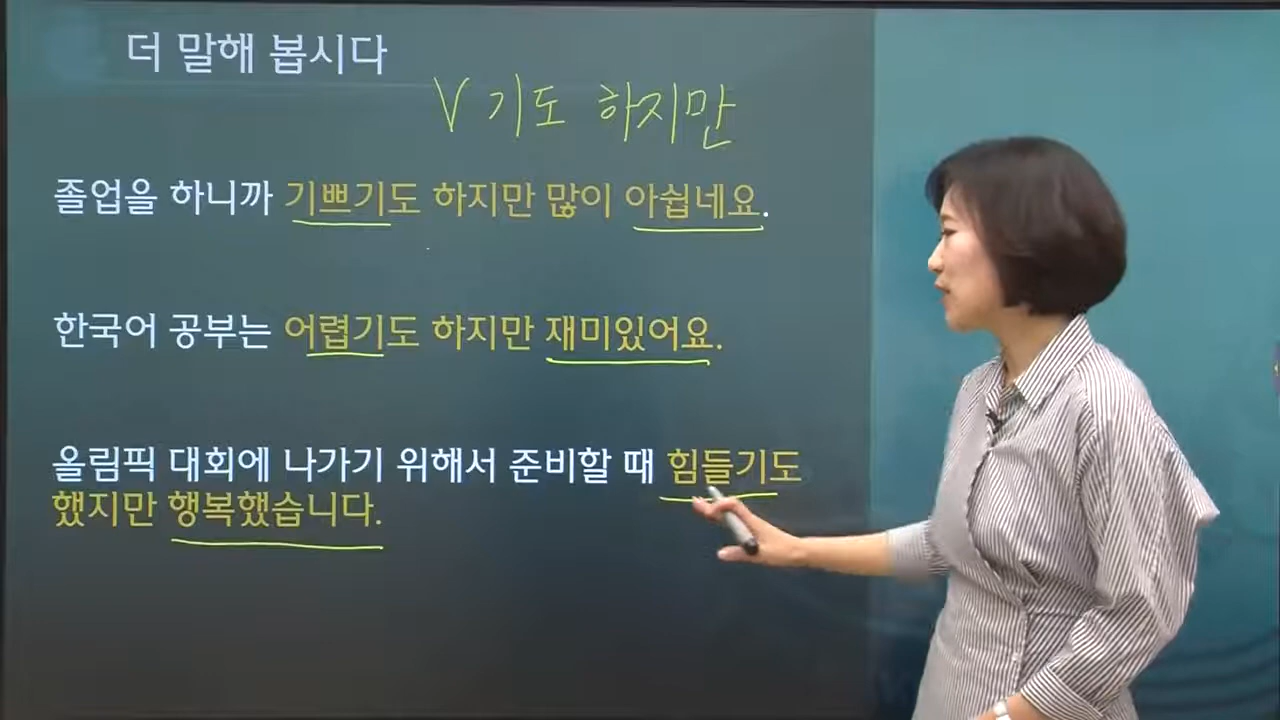 더 말해 봅시다
V 기도 하지만
졸업을 하니까 기쁘기도 하지만 많이 아쉽네요.
한국어 공부는 어렵기도 하지만 재미있어요.
올림픽 대회에 나가기 위해서 준비할 때 힘들기도
했지만 행복했습니다.